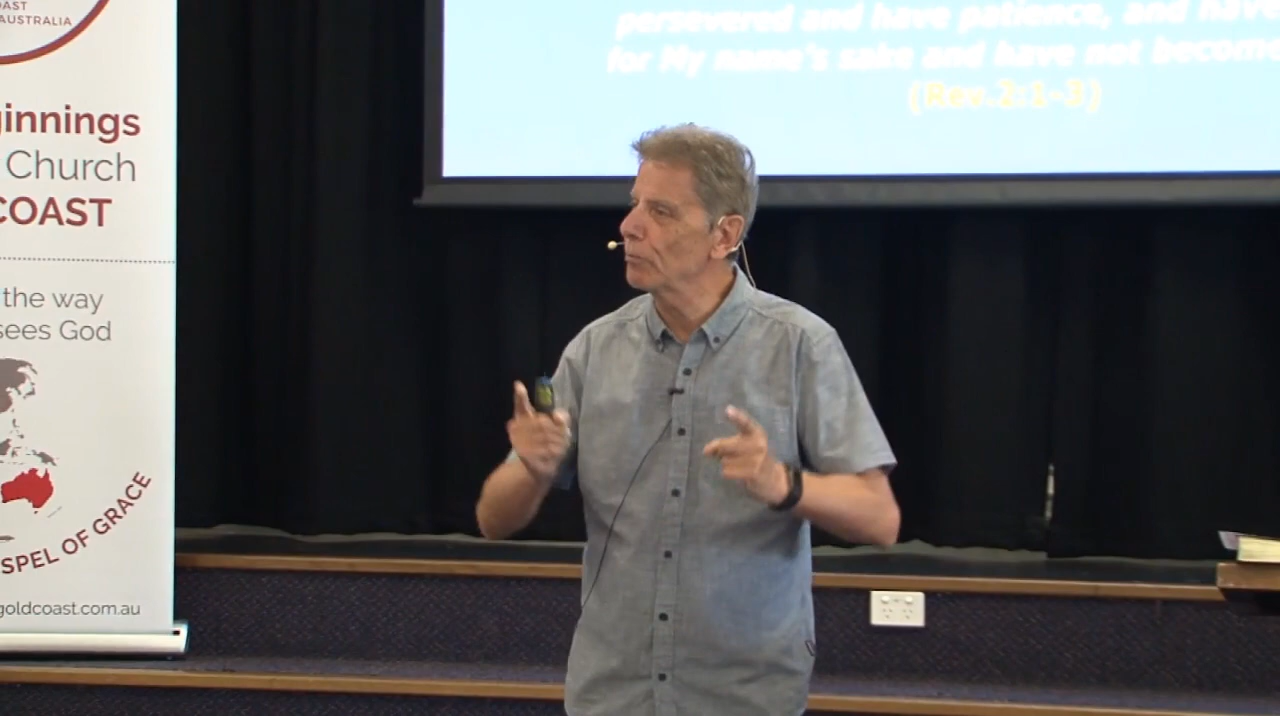 OAST
AUSTRALIA
ginnings
Church
COAST
the way
sees God
SPEL OF GRACE
goldcoast.com.au
persevered and have patience, and have
for My name's sake and have not become
(Rev.2:1-3)